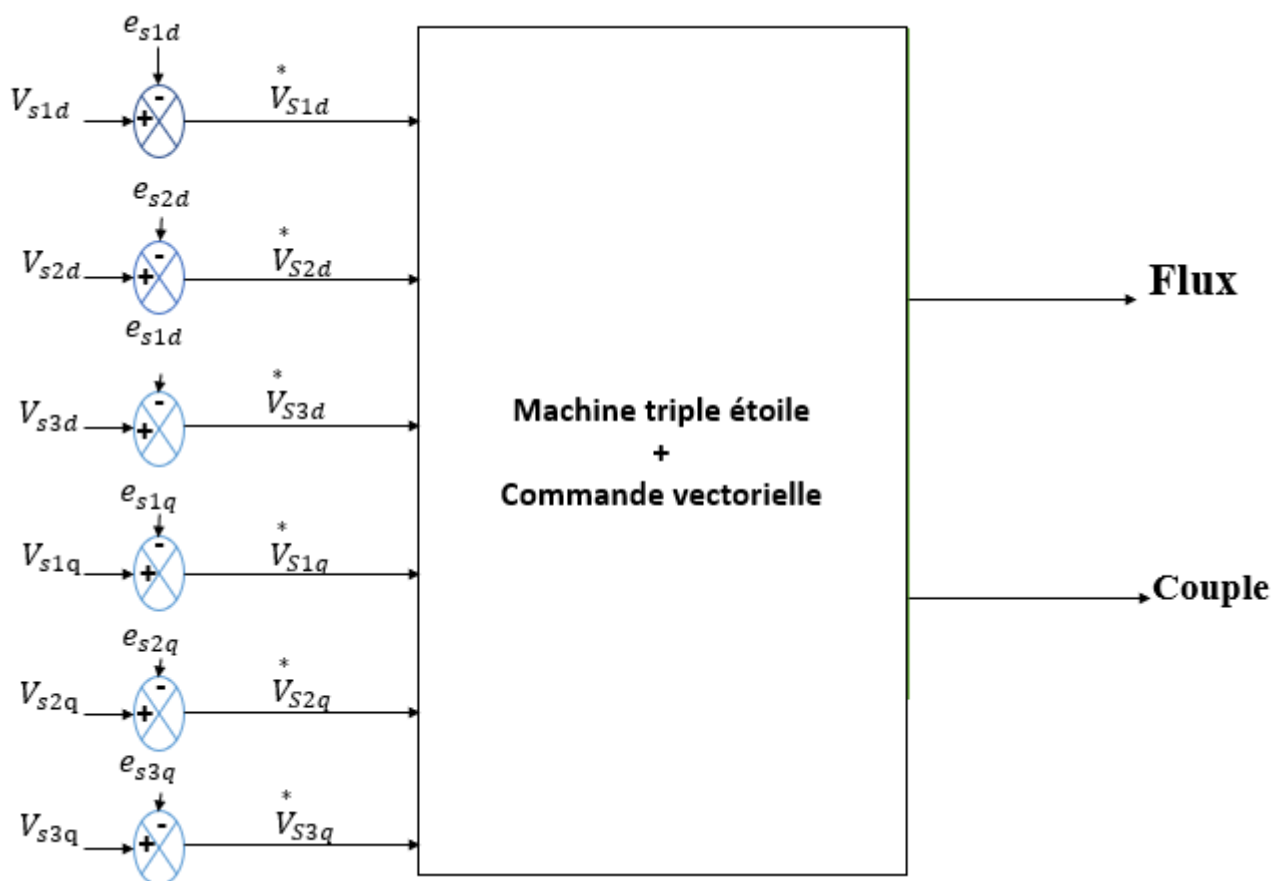 e_{s1d}
-
V_{s1d} + V^*_{S1d}
e_{s2d}
-
V_{s2d} + V^*_{S2d}
Flux
e_{s1d}
-
V_{s3d} + V^*_{S3d}
Machine triple étoile
+
Commande vectorielle
e_{s1q}
-
V_{s1q} + V^*_{S1q}
Couple
e_{s2q}
-
V_{s2q} + V^*_{S2q}
e_{s3q}
-
V_{s3q} + V^*_{S3q}